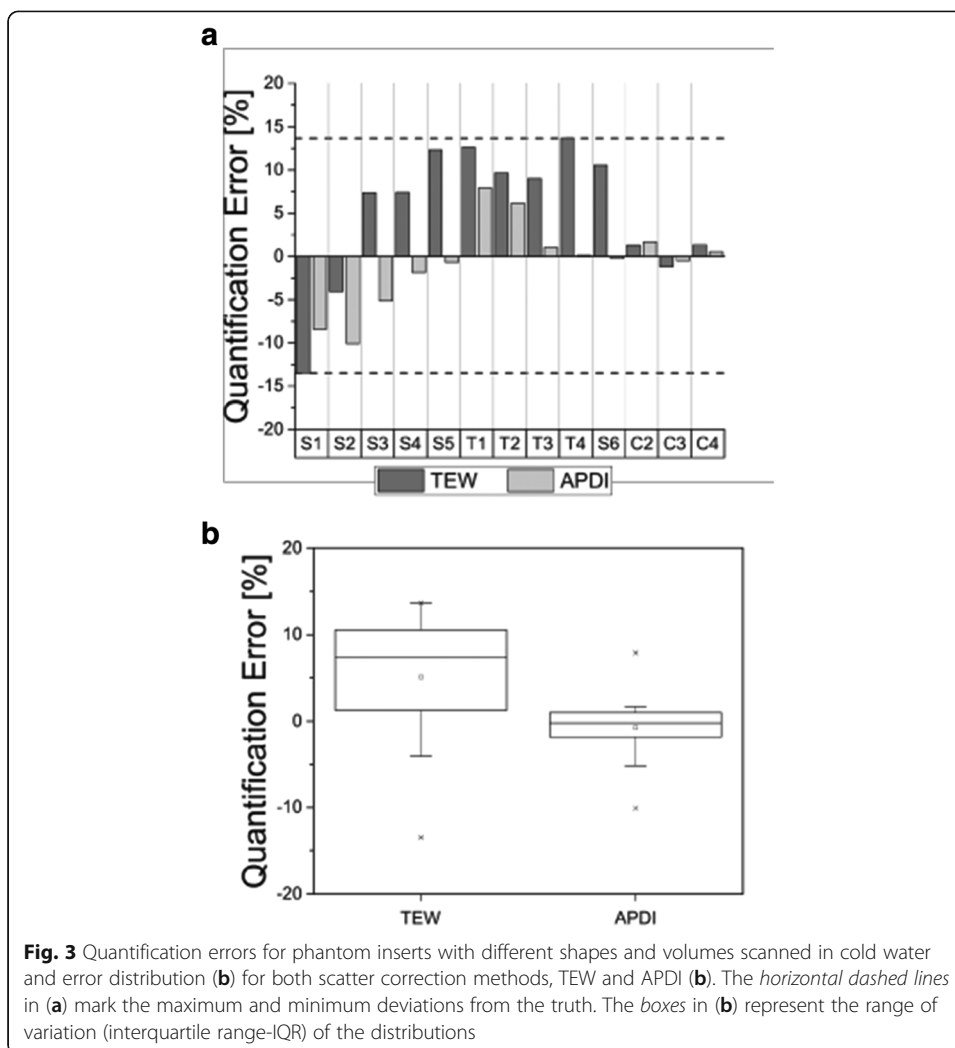 a
Quantification Error [%]
20
15
10
5
0
-5
-10
-15
-20
S1 S2 S3 S4 S5 T1 T2 T3 T4 S6 C2 C3 C4
TEW APDI
b
Quantification Error [%]
20
10
0
-10
-20
TEW APDI
Fig. 3 Quantification errors for phantom inserts with different shapes and volumes scanned in cold water
and error distribution (b) for both scatter correction methods, TEW and APDI (b). The horizontal dashed lines
in (a) mark the maximum and minimum deviations from the truth. The boxes in (b) represent the range of
variation (interquartile range-IQR) of the distributions